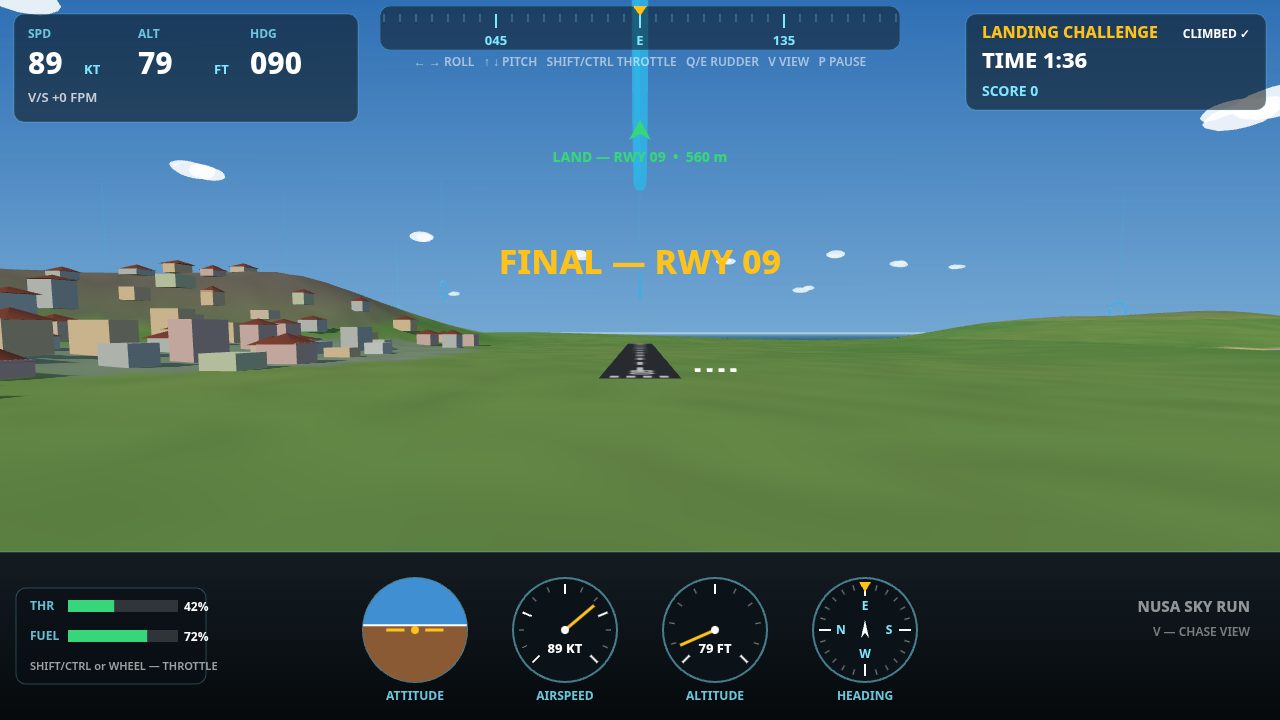 SPD ALT HDG
89 KT 79 FT 090
V/S +0 FPM
045 E 135
← → ROLL ↑ ↓ PITCH SHIFT/CTRL THROTTLE Q/E RUDDER V VIEW P PAUSE
LANDING CHALLENGE CLIMBED ✓
TIME 1:36
SCORE 0
LAND — RWY 09 • 560 m
FINAL — RWY 09
THR 42%
FUEL 72%
SHIFT/CTRL or WHEEL — THROTTLE
ATTITUDE
89 KT
AIRSPEED
79 FT
ALTITUDE
E
N S
W
HEADING
NUSA SKY RUN
V — CHASE VIEW